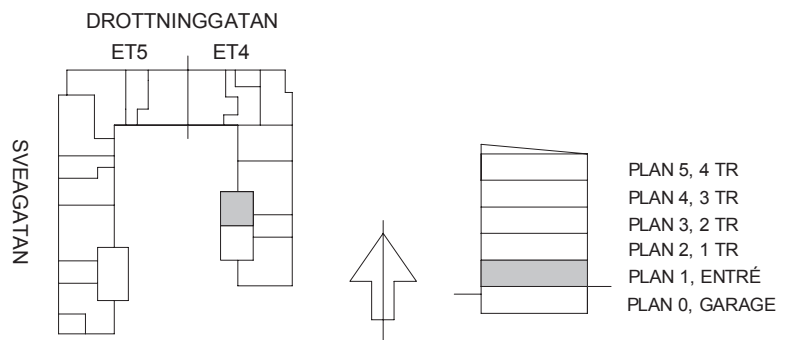 DROTTNINGGATAN
ET5 ET4
SVEAGATAN
PLAN 5, 4 TR
PLAN 4, 3 TR
PLAN 3, 2 TR
PLAN 2, 1 TR
PLAN 1, ENTRÉ
PLAN 0, GARAGE